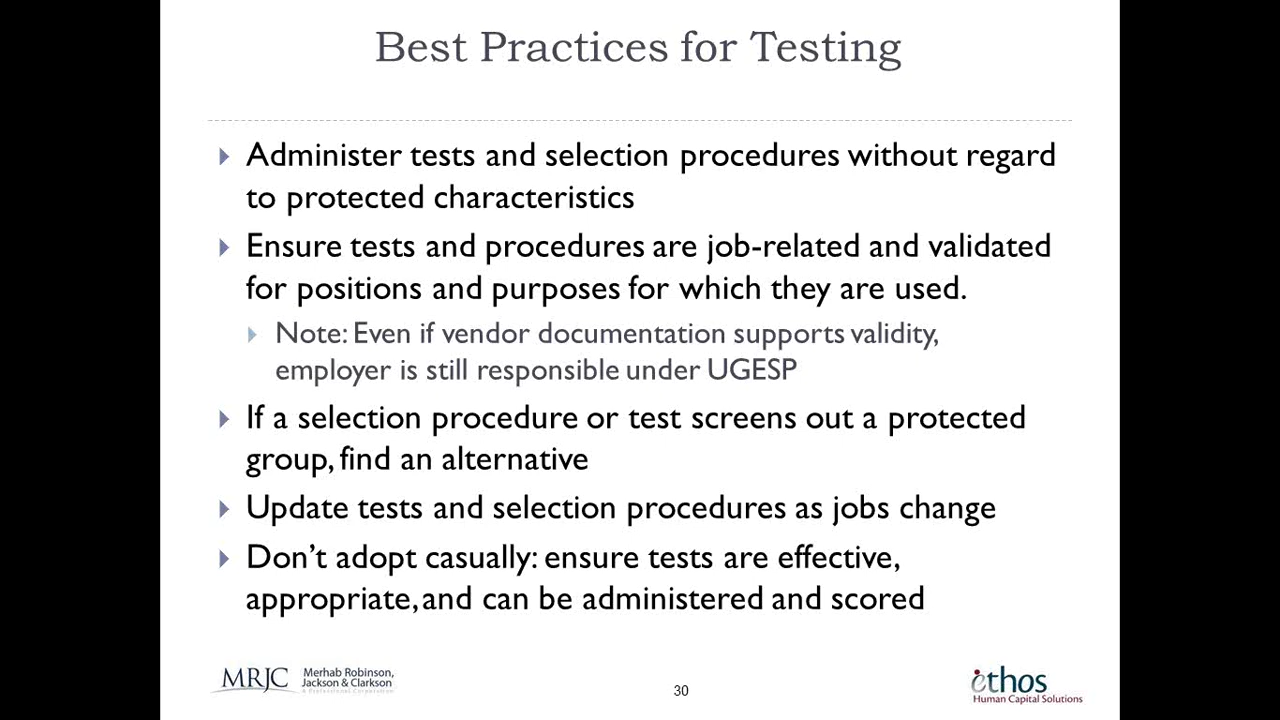 Best Practices for Testing
Administer tests and selection procedures without regard
to protected characteristics
Ensure tests and procedures are job-related and validated
for positions and purposes for which they are used.
Note: Even if vendor documentation supports validity,
employer is still responsible under UGESP
If a selection procedure or test screens out a protected
group, find an alternative
Update tests and selection procedures as jobs change
Don't adopt casually: ensure tests are effective,
appropriate, and can be administered and scored
MRJC
Merhab Robinson,
Jackson & Clarkson
A Professional Corporation
30
ethos
Human Capital Solutions